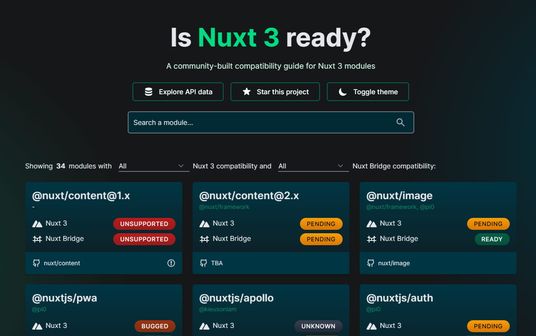 Is Nuxt 3 ready?
A community-built compatibility guide for Nuxt 3 modules
Explore API data
Star this project
Toggle theme
Search a module...
Showing 34 modules with All Nuxt 3 compatibility and All Nuxt Bridge compatibility:
@nuxt/content@1.x
-
Nuxt 3 UNSUPPORTED
Nuxt Bridge UNSUPPORTED
nuxt/content
@nuxt/content@2.x
@nuxt/framework
Nuxt 3 PENDING
Nuxt Bridge PENDING
TBA
@nuxt/image
@nuxt/framework, @pi0
Nuxt 3 PENDING
Nuxt Bridge READY
nuxt/image
@nuxtjs/pwa
@pi0
Nuxt 3 BUGGED
@nuxtjs/apollo
Nuxt 3 UNKNOWN
@nuxtjs/auth
@pi0
Nuxt 3 PENDING